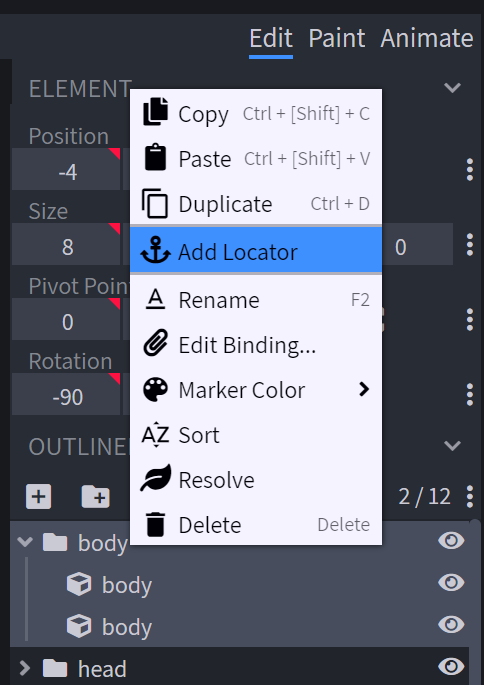 Edit Paint Animate
ELEMENT
Copy Ctrl + [Shift] + C
Position
-4
Paste Ctrl + [Shift] + V
Size
Duplicate Ctrl + D
8
0
Add Locator
Pivot Poin
Rename F2
0
Edit Binding...
Rotation
-90
Marker Color
OUTLINE
Sort
Resolve
2 / 12
Delete Delete
body
body
body
head